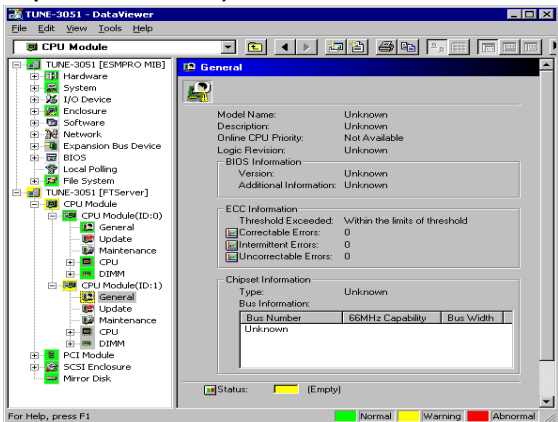 TUNE-3051 - DataViewer
File Edit View Tools Help
CPU Module
TUNE-3051 [ESMPRO MIB]
Hardware
System
I/O Device
Enclosure
Software
Network
Expansion Bus Device
BIOS
Local Polling
File System
TUNE-3051 [FTServer]
CPU Module
CPU Module(ID:0)
General
Update
Maintenance
CPU
DIMM
CPU Module(ID:1)
General
Update
Maintenance
CPU
DIMM
PCI Module
SCSI Enclosure
Mirror Disk
General
Model Name: Unknown
Description: Unknown
Online CPU Priority: Not Available
Logic Revision: Unknown
BIOS Information
Version: Unknown
Additional Information: Unknown
ECC Information
Threshold Exceeded: Within the limits of threshold
Correctable Errors: 0
Intermittent Errors: 0
Uncorrectable Errors: 0
Chipset Information
Type: Unknown
Bus Information:
Bus Number 66MHz Capability Bus Width
Unknown
Status: (Empty)
For Help, press F1
Normal Warning Abnormal